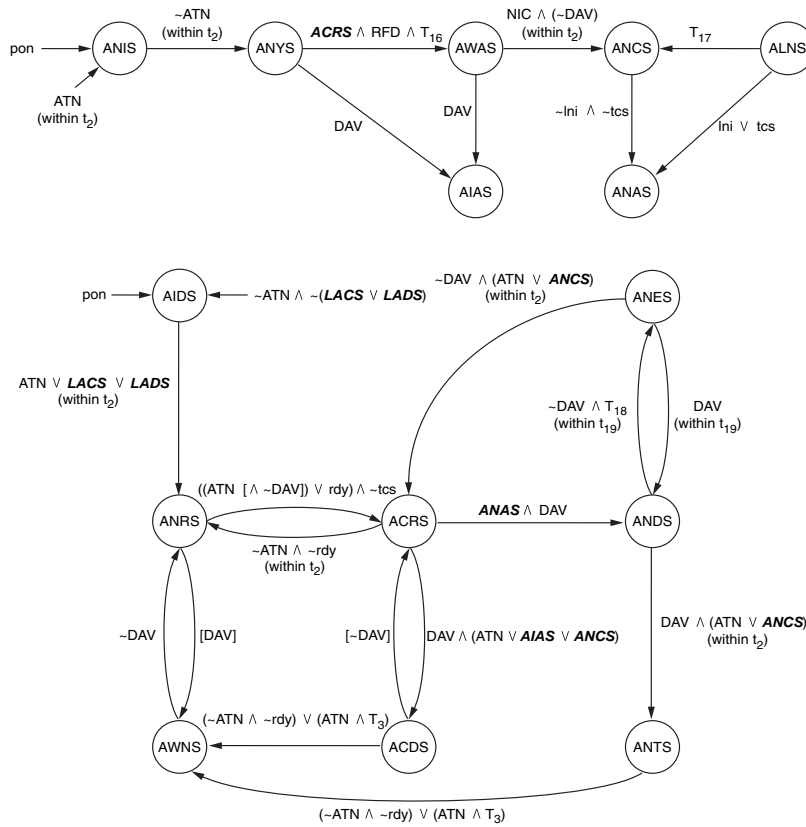 ~ATN
(within t2)
ACRS ∧ RFD ∧ T16
NIC ∧ (~DAV)
(within t2)
T17
pon
ANIS
ANYS
AWAS
ANCS
ALNS
ATN
(within t2)
DAV
DAV
~lni ∧ ~tcs
lni ∨ tcs
AIAS
ANAS
pon
AIDS
~ATN ∧ ~(LACS ∨ LADS)
~DAV ∧ (ATN ∨ ANCS)
(within t2)
ANES
ATN ∨ LACS ∨ LADS
(within t2)
~DAV ∧ T18
(within t19)
DAV
(within t19)
((ATN [∧ ~DAV]) ∨ rdy) ∧ ~tcs
ANRS
ACRS
ANAS ∧ DAV
ANDS
~ATN ∧ ~rdy
(within t2)
~DAV
[DAV]
[~DAV]
DAV ∧ (ATN ∨ AIAS ∨ ANCS)
DAV ∧ (ATN ∨ ANCS)
(within t2)
(~ATN ∧ ~rdy) ∨ (ATN ∧ T3)
AWNS
ACDS
ANTS
(~ATN ∧ ~rdy) ∨ (ATN ∧ T3)